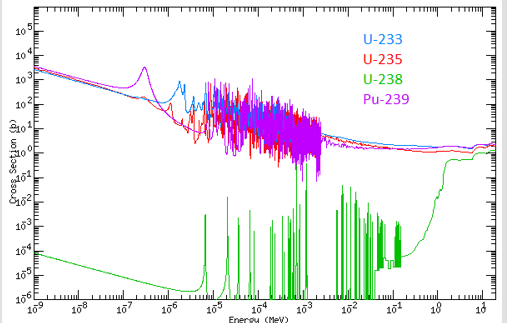 U-233
U-235
U-238
Pu-239
Cross Section (b)
10^5
10^4
10^3
10^2
10^1
10^0
10^-1
10^-2
10^-3
10^-4
10^-5
10^-6
10^-9 10^-8 10^-7 10^-6 10^-5 10^-4 10^-3 10^-2 10^-1 10^0 10^1
Energy (MeV)